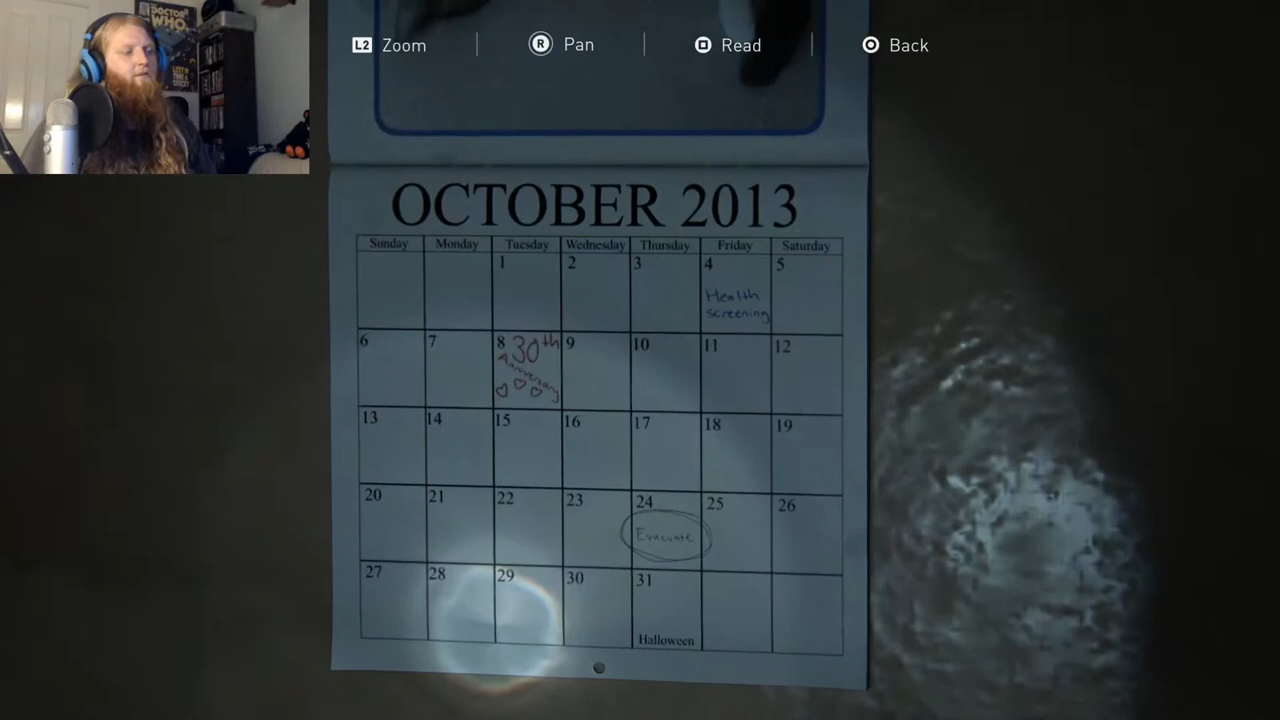 DOCTOR
WHO
L2 Zoom
R Pan
Read
Back
OCTOBER 2013
Sunday Monday Tuesday Wednesday Thursday Friday Saturday
1 2 3 4 5
Health
screening
6 7 8 9 10 11 12
30th
Anniversary
13 14 15 16 17 18 19
20 21 22 23 24 25 26
Evacuate
27 28 29 30 31
Halloween